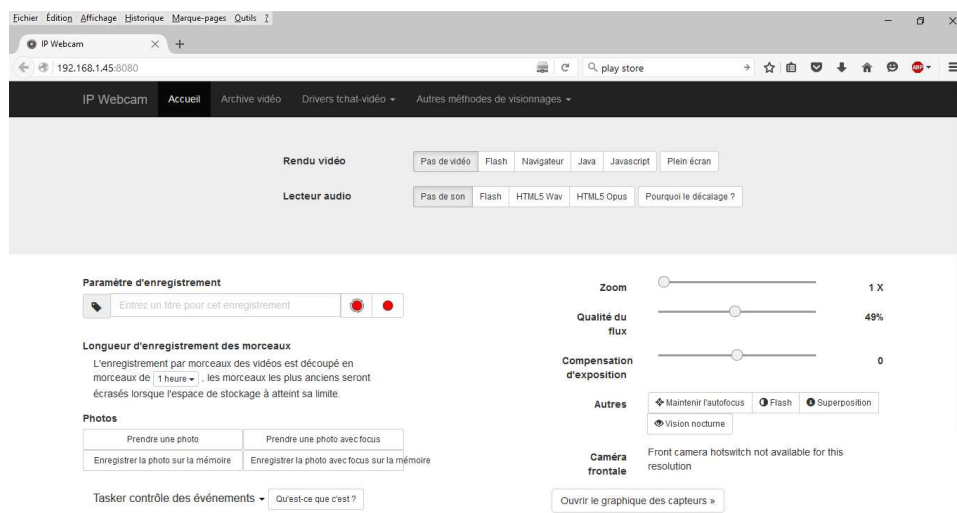 Fichier Édition Affichage Historique Marque-pages Outils ?
IP Webcam
192.168.1.45:8080
play store
ABP
IP Webcam Accueil Archive vidéo Drivers tchat-vidéo Autres méthodes de visionnages
Rendu vidéo Pas de vidéo Flash Navigateur Java Javascript Plein écran
Lecteur audio Pas de son Flash HTML5 Wav HTML5 Opus Pourquoi le décalage ?
Paramètre d'enregistrement
Entrez un titre pour cet enregistrement
Longueur d'enregistrement des morceaux
L'enregistrement par morceaux des vidéos est découpé en
morceaux de 1 heure , les morceaux les plus anciens seront
écrasés lorsque l'espace de stockage à atteint sa limite.
Photos
Prendre une photo Prendre une photo avec focus
Enregistrer la photo sur la mémoire Enregistrer la photo avec focus sur la mémoire
Tasker contrôle des événements Qu'est-ce que c'est ?
Zoom 1 X
Qualité du
flux
49%
Compensation
d'exposition
0
Autres Maintenir l'autofocus Flash Superposition
Vision nocturne
Caméra
frontale
Front camera hotswitch not available for this
resolution
Ouvrir le graphique des capteurs »